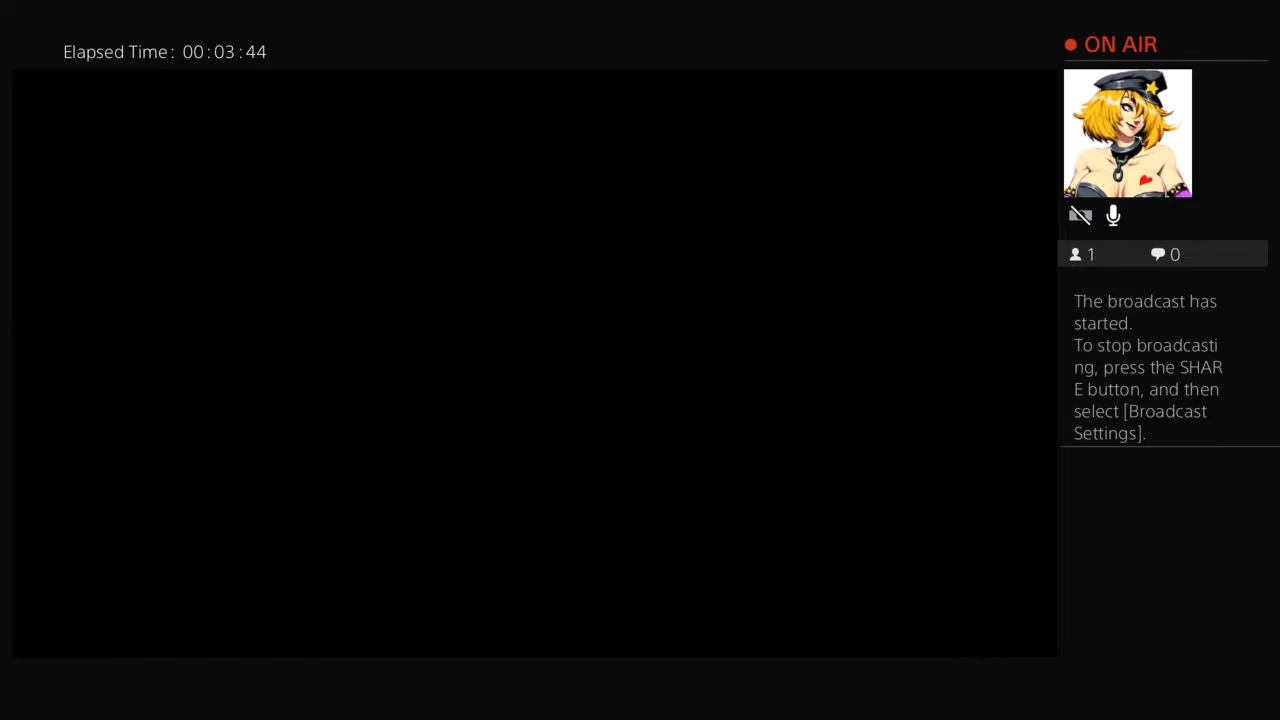 Elapsed Time: 00:03:44
ON AIR
1 0
The broadcast has
started.
To stop broadcasti
ng, press the SHAR
E button, and then
select [Broadcast
Settings].